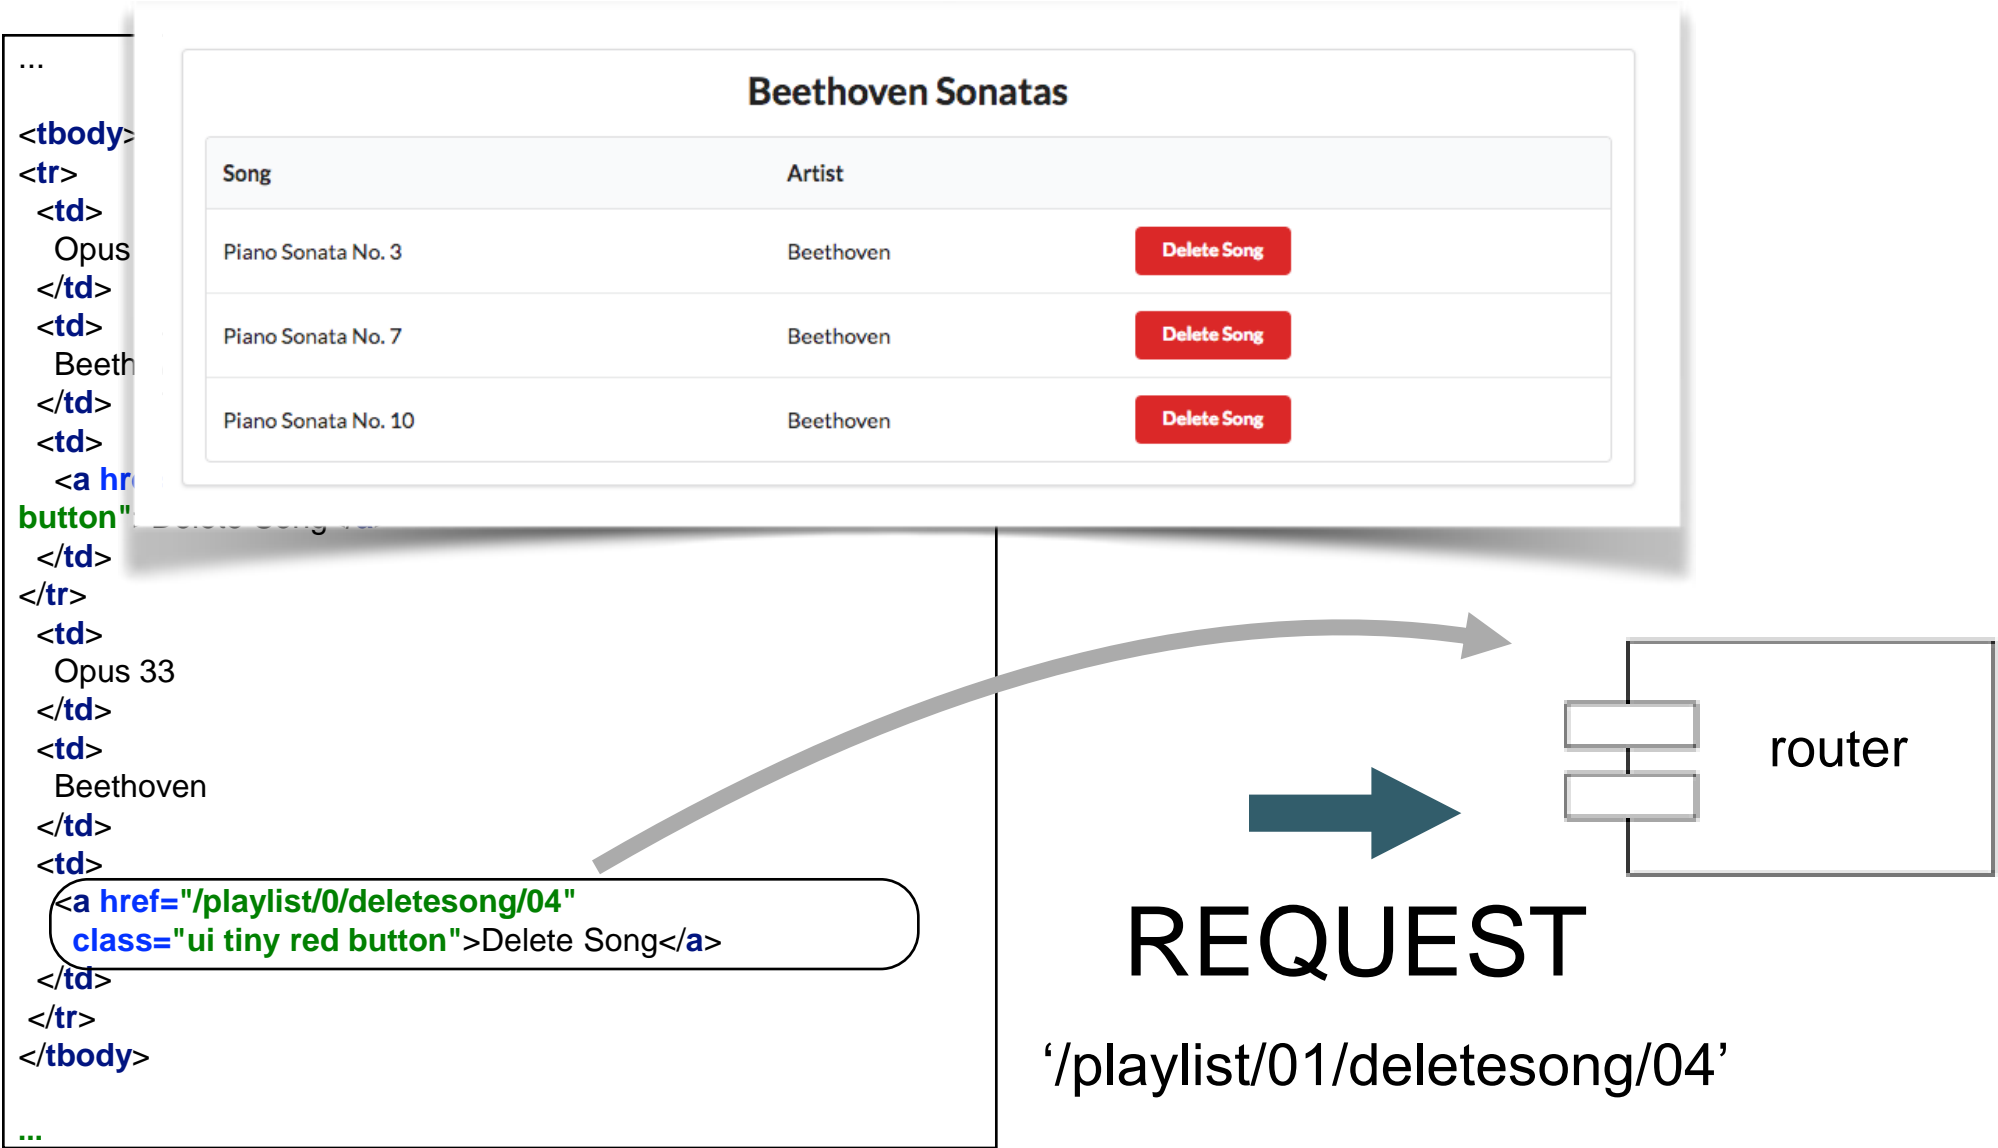 ...
<tbody>
<tr>
<td>
Opus
</td>
<td>
</td>
<td>
<a
button"
</td>
</tr>
<td>
Opus 33
</td>
<td>
Beethoven
</td>
<td>
<a href="/playlist/0/deletesong/04"
class="ui tiny red button">Delete Song</a>
</td>
</tr>
</tbody>
...
Beethoven Sonatas
Song Artist
Piano Sonata No. 3 Beethoven Delete Song
Piano Sonata No. 7 Beethoven Delete Song
Piano Sonata No. 10 Beethoven Delete Song
router
REQUEST
‘/playlist/01/deletesong/04’